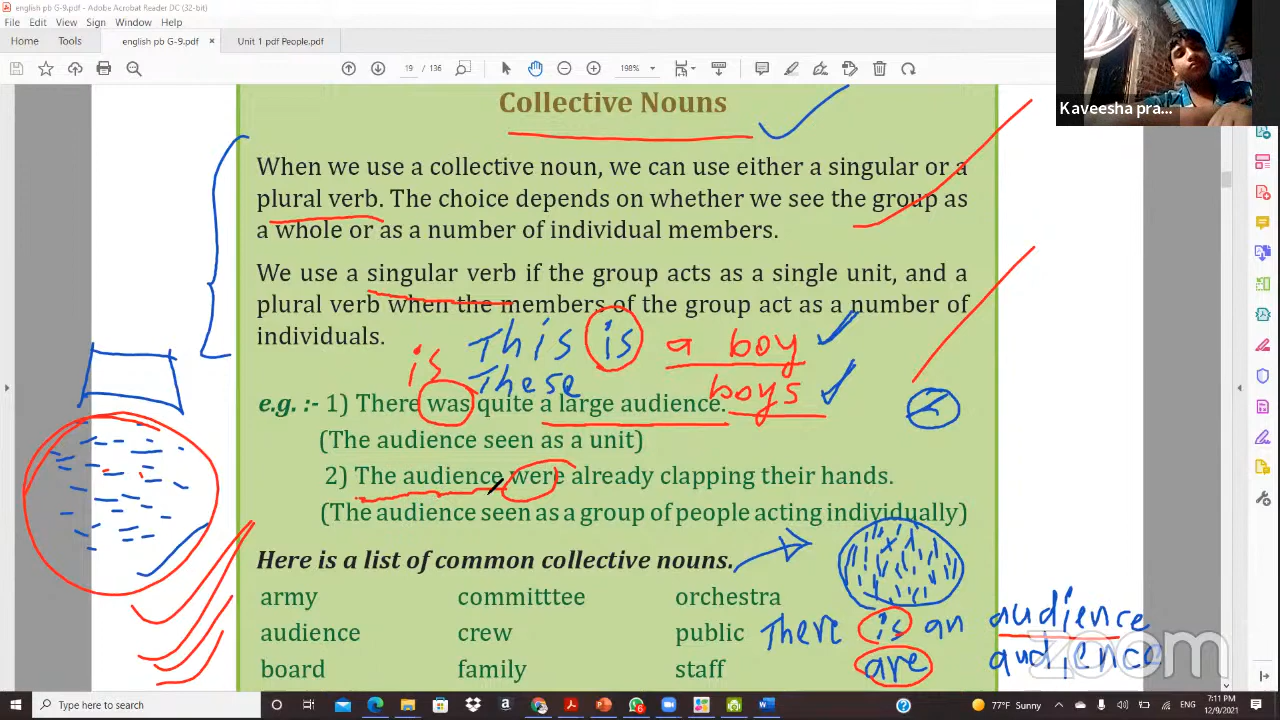 english pb G-9.pdf - Adobe Acrobat Reader DC (32-bit)
File Edit View Sign Window Help
Home Tools english pb G-9.pdf × Unit 1 pdf People.pdf
19 / 136 198%
Kaveesha pra...
Collective Nouns
When we use a collective noun, we can use either a singular or a
plural verb. The choice depends on whether we see the group as
a whole or as a number of individual members.
We use a singular verb if the group acts as a single unit, and a
plural verb when the members of the group act as a number of
individuals.
This is a boy
is
These boys
e.g. :- 1) There was quite a large audience.
(The audience seen as a unit)
2) The audience were already clapping their hands.
(The audience seen as a group of people acting individually)
Here is a list of common collective nouns.
army committtee orchestra
audience crew public
board family staff
There is an audience
are audience
zoom
Type here to search
77°F Sunny ENG 7:11 PM
12/9/2021